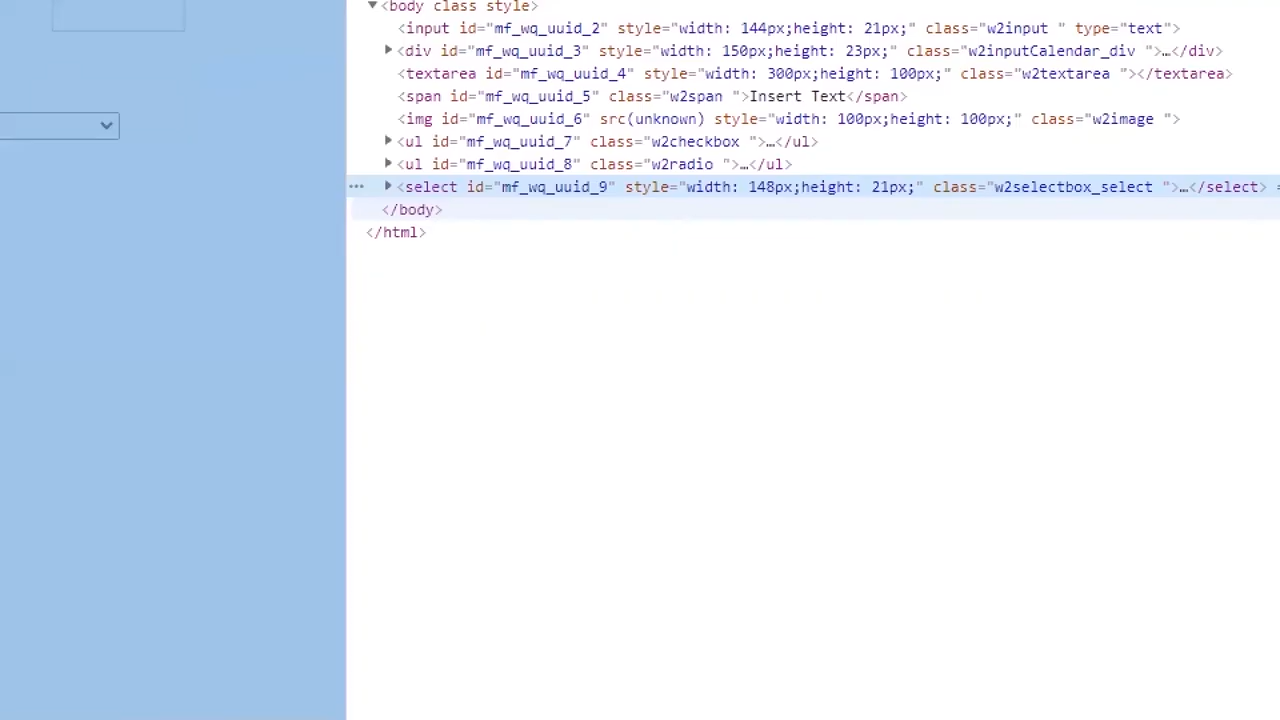 ▼<body class style>
<input id="mf_wq_uuid_2" style="width: 144px;height: 21px;" class="w2input " type="text">
▶<div id="mf_wq_uuid_3" style="width: 150px;height: 23px;" class="w2inputCalendar_div ">…</div>
<textarea id="mf_wq_uuid_4" style="width: 300px;height: 100px;" class="w2textarea "></textarea>
<span id="mf_wq_uuid_5" class="w2span ">Insert Text</span>
<img id="mf_wq_uuid_6" src(unknown) style="width: 100px;height: 100px;" class="w2image ">
▶<ul id="mf_wq_uuid_7" class="w2checkbox ">…</ul>
▶<ul id="mf_wq_uuid_8" class="w2radio ">…</ul>
… ▶<select id="mf_wq_uuid_9" style="width: 148px;height: 21px;" class="w2selectbox_select ">…</select> =
</body>
</html>